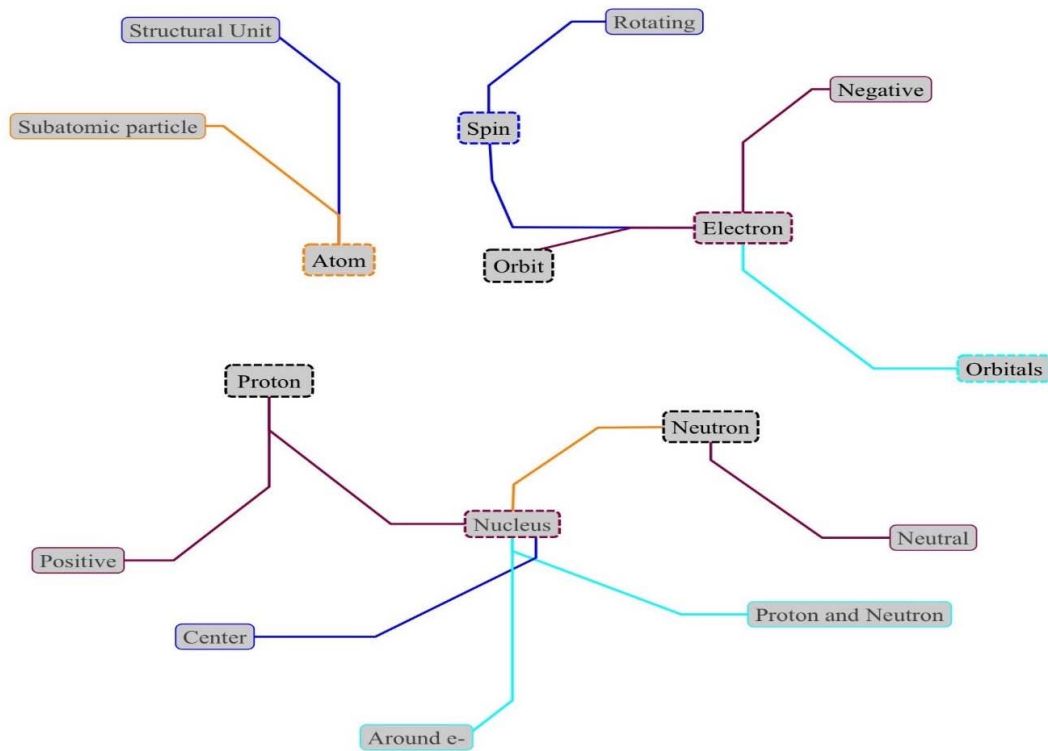 Structural Unit
Rotating
Negative
Subatomic particle
Spin
Electron
Atom
Orbit
Orbitals
Proton
Neutron
Nucleus
Neutral
Positive
Proton and Neutron
Center
Around e-